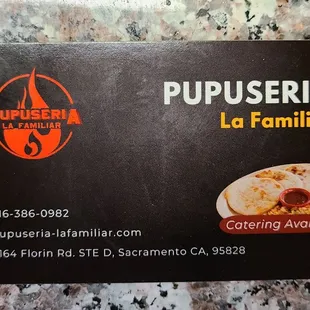 PUPUSERIA
LA FAMILIAR
PUPUSERI
La Famili
16-386-0982
upuseria-lafamiliar.com
Catering Avai
164 Florin Rd. STE D, Sacramento CA, 95828